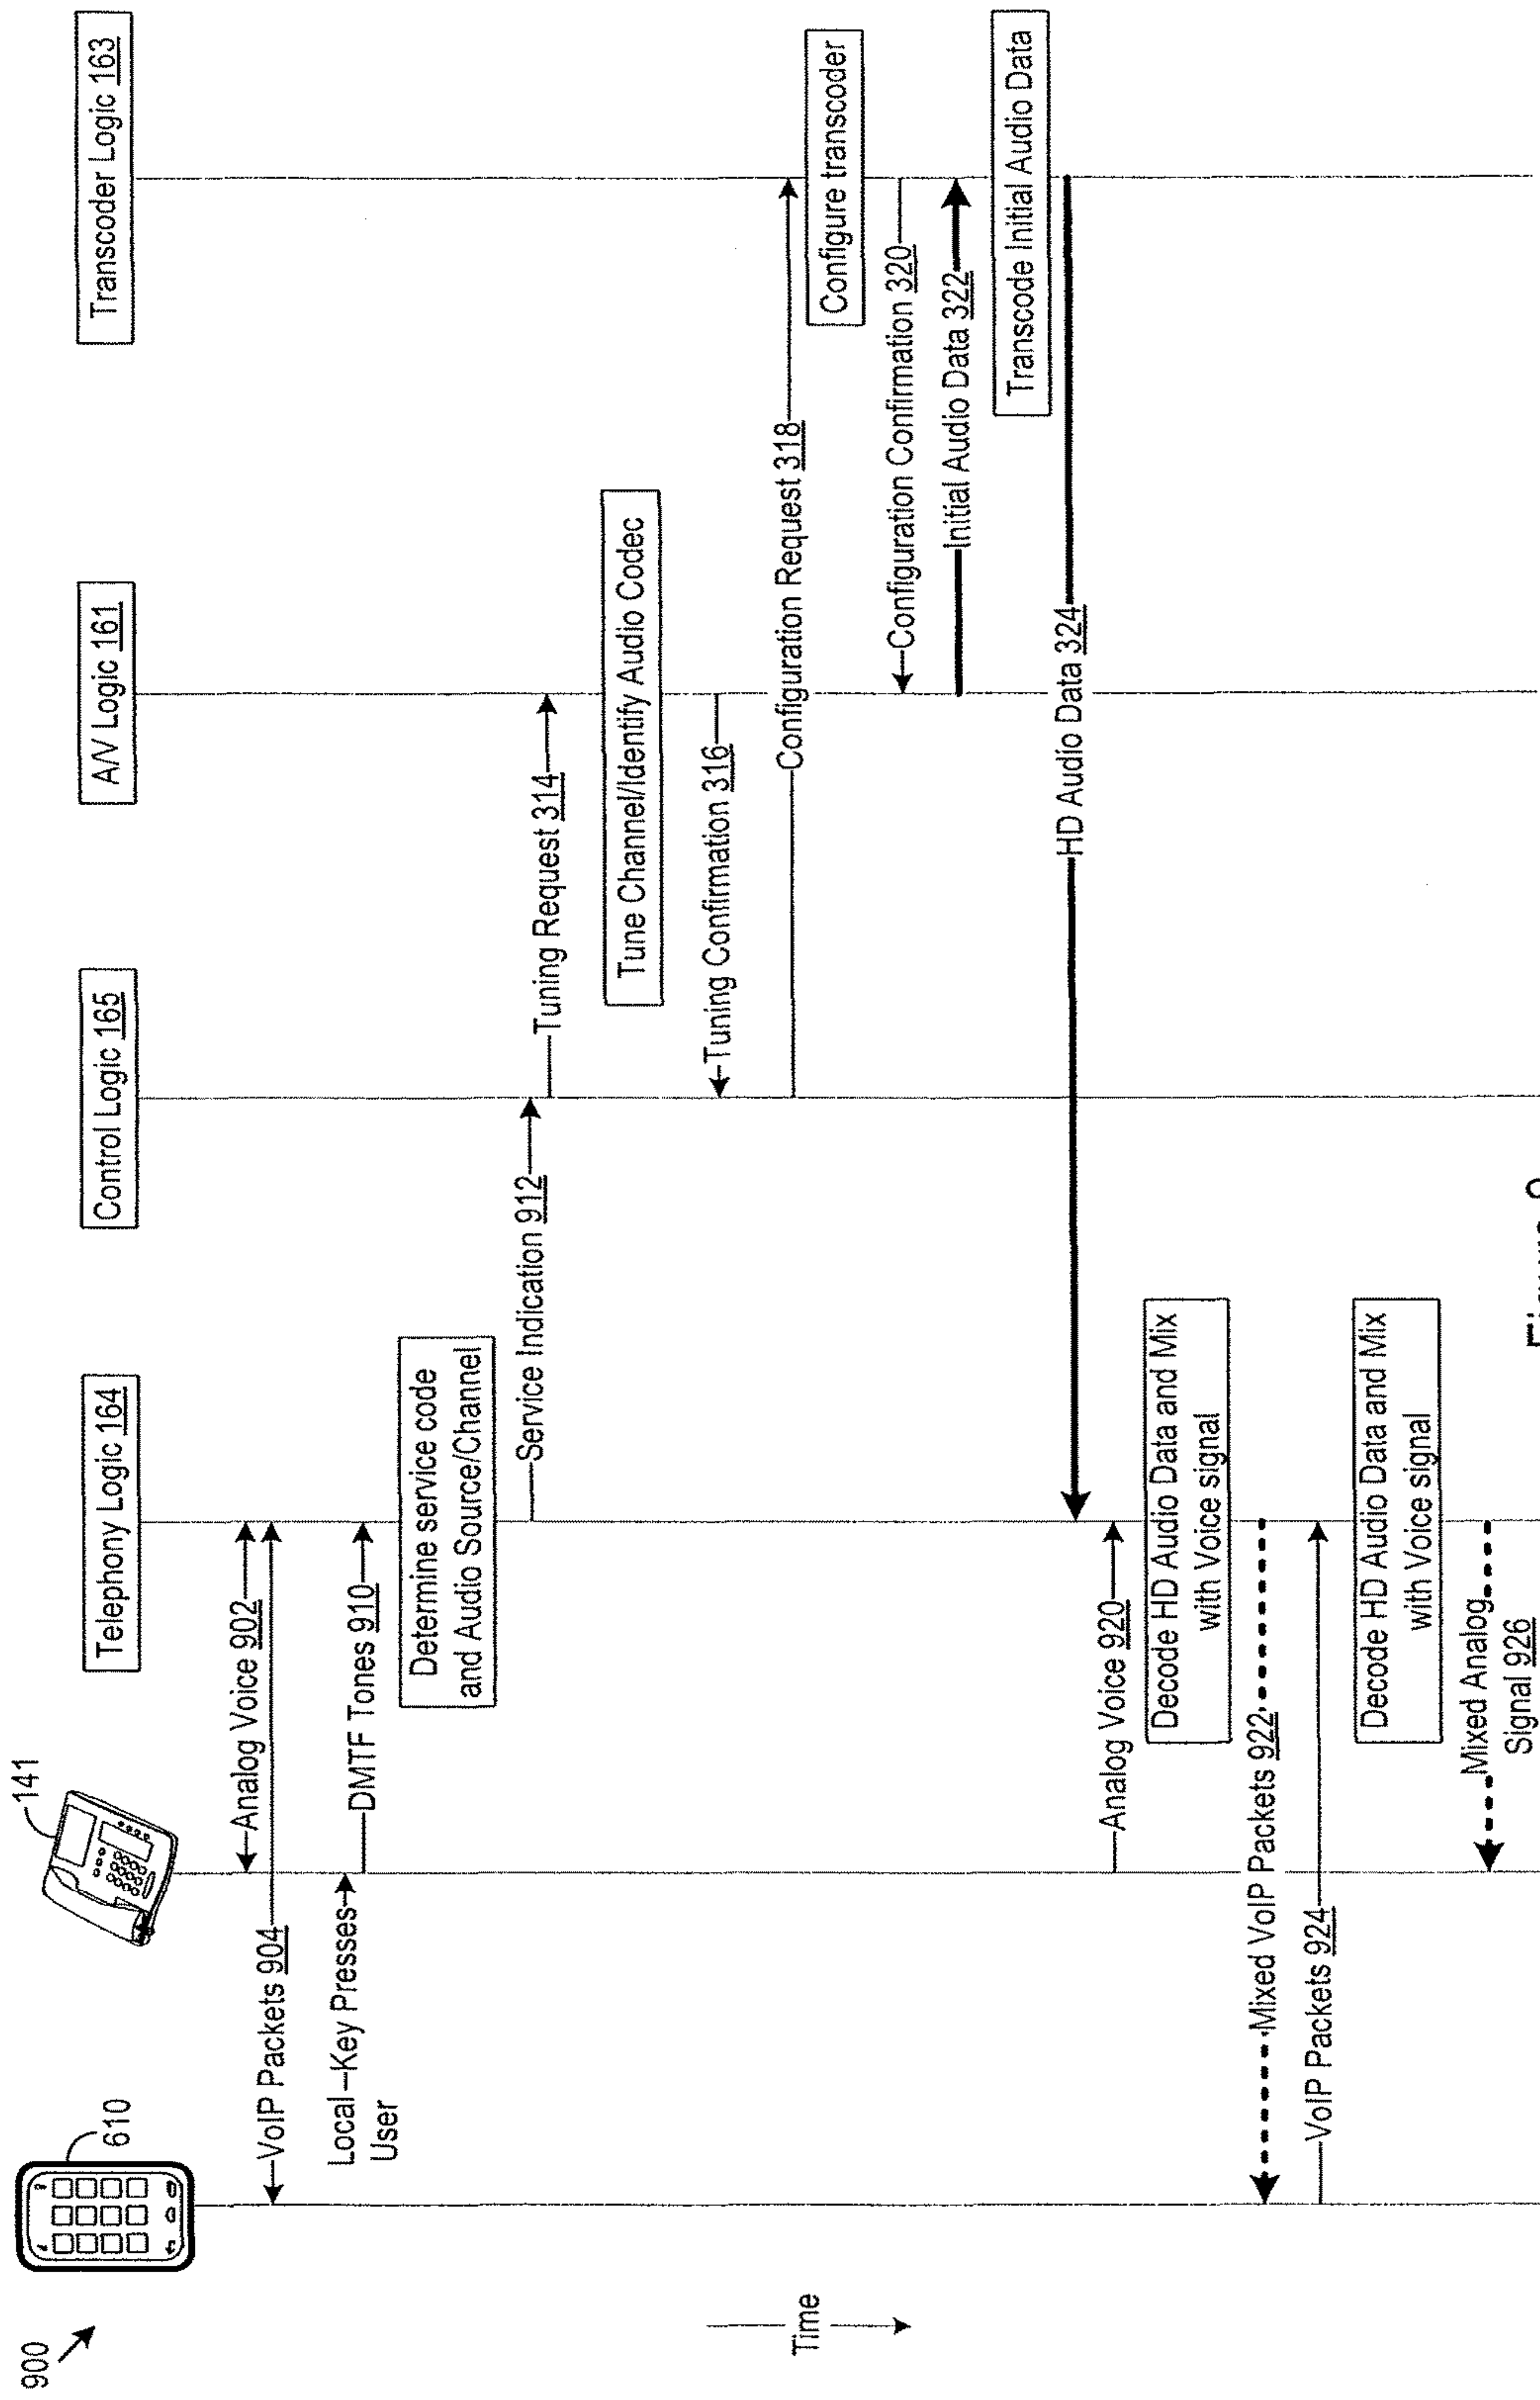 900
610
141
Telephony Logic 164
Control Logic 165
A/V Logic 161
Transcoder Logic 163
Analog Voice 902
VoIP Packets 904
Local
User
Key Presses
DMTF Tones 910
Determine service code
and Audio Source/Channel
Service Indication 912
Tuning Request 314
Tune Channel/Identify Audio Codec
Tuning Confirmation 316
Configuration Request 318
Configure transcoder
Configuration Confirmation 320
Initial Audio Data 322
Transcode Initial Audio Data
HD Audio Data 324
Analog Voice 920
Decode HD Audio Data and Mix
with Voice signal
Mixed VoIP Packets 922
VoIP Packets 924
Decode HD Audio Data and Mix
with Voice signal
Mixed Analog
Signal 926
Time